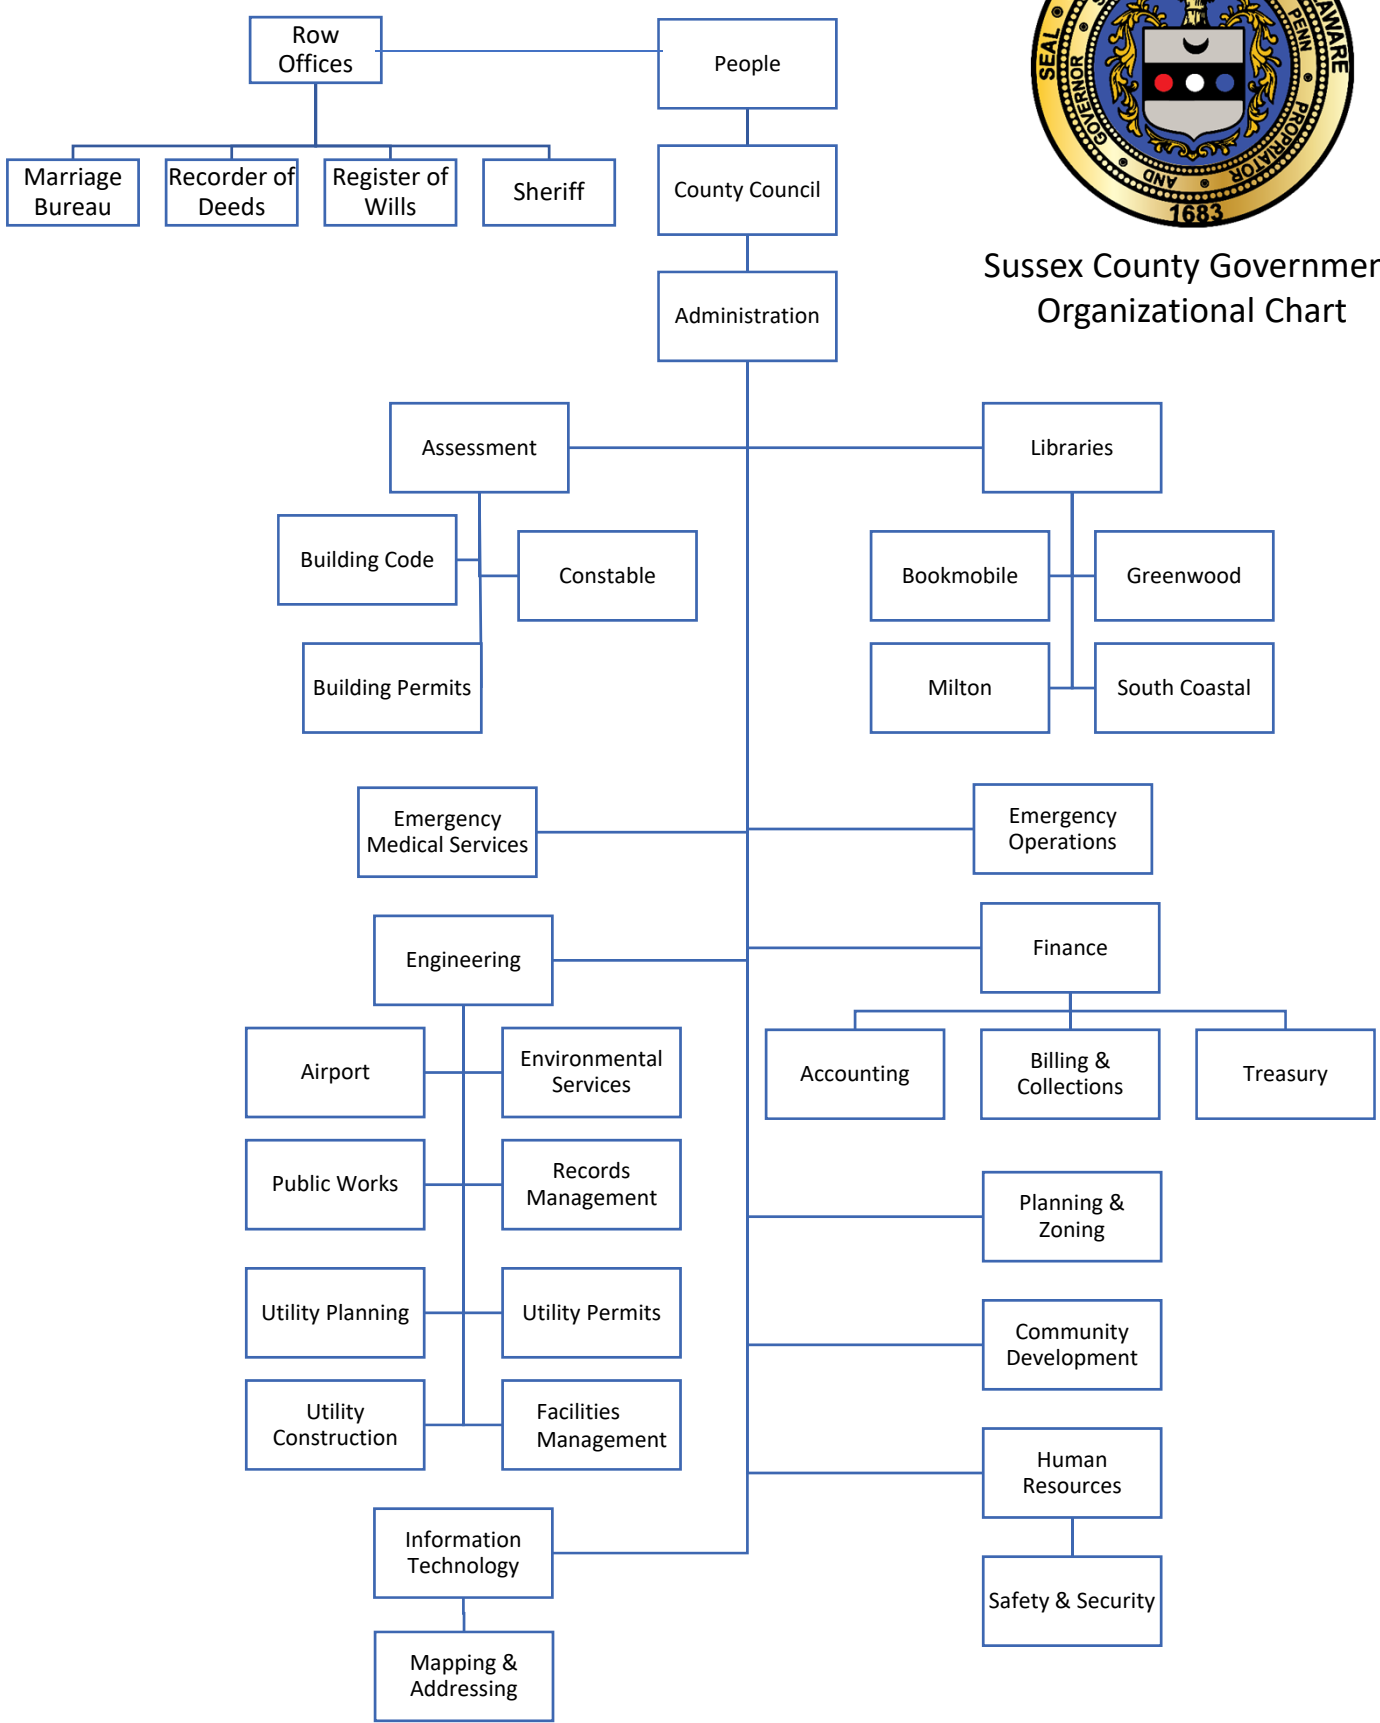 Row
Offices
People
SEAL
AWARE
GOVERNOR
AND
PROPRIATOR
PENN
1683
Marriage
Bureau
Recorder of
Deeds
Register of
Wills
Sheriff
County Council
Sussex County Governmen
Organizational Chart
Administration
Assessment
Libraries
Building Code
Constable
Building Permits
Bookmobile
Greenwood
Milton
South Coastal
Emergency
Medical Services
Emergency
Operations
Engineering
Finance
Airport
Environmental
Services
Accounting
Billing &
Collections
Treasury
Public Works
Records
Management
Planning &
Zoning
Utility Planning
Utility Permits
Community
Development
Utility
Construction
Facilities
Management
Human
Resources
Information
Technology
Safety & Security
Mapping &
Addressing